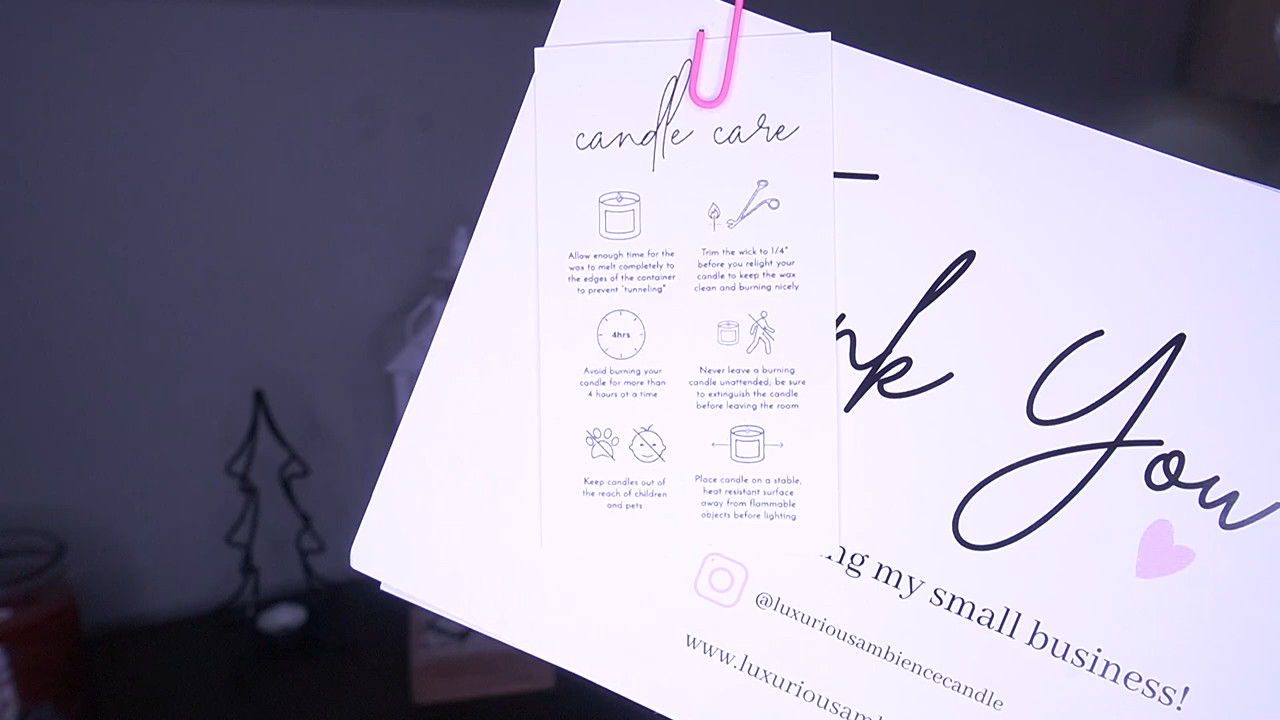 candle care
Allow enough time for the
wax to melt completely to
the edges of the container
to prevent "tunneling"
Trim the wick to 1/4"
before you relight your
candle to keep the wax
clean and burning nicely
4hrs
Avoid burning your
candle for more than
4 hours at a time
Never leave a burning
candle unattended; be sure
to extinguish the candle
before leaving the room
Keep candles out of
the reach of children
and pets
Place candle on a stable,
heat resistant surface
away from flammable
objects before lighting
nk You
ng my small business!
@luxuriousambiencecandle
www.luxuriousam